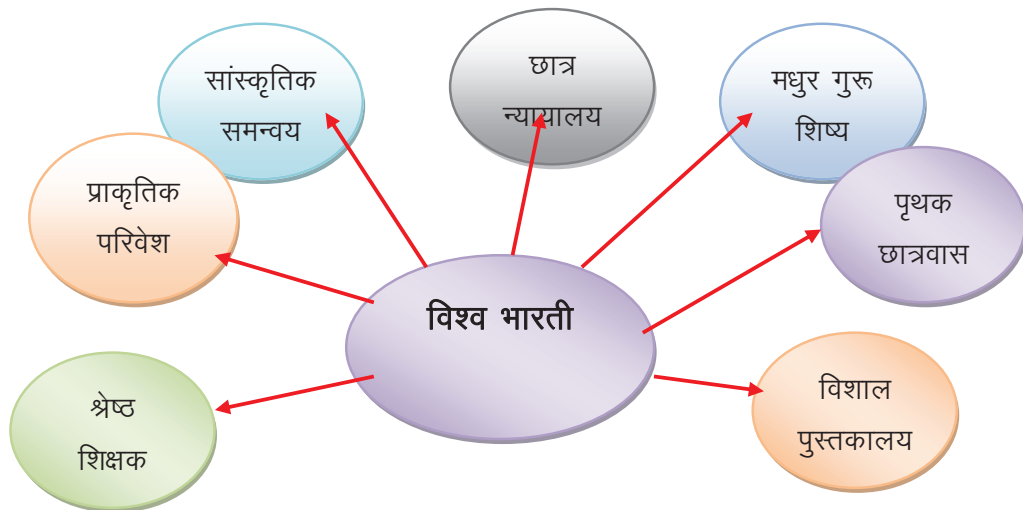 सांस्कृतिक
समन्वय
छात्र
न्यायालय
मधुर गुरू
शिष्य
प्राकृतिक
परिवेश
पृथक
छात्रवास
विश्व भारती
श्रेष्ठ
शिक्षक
विशाल
पुस्तकालय